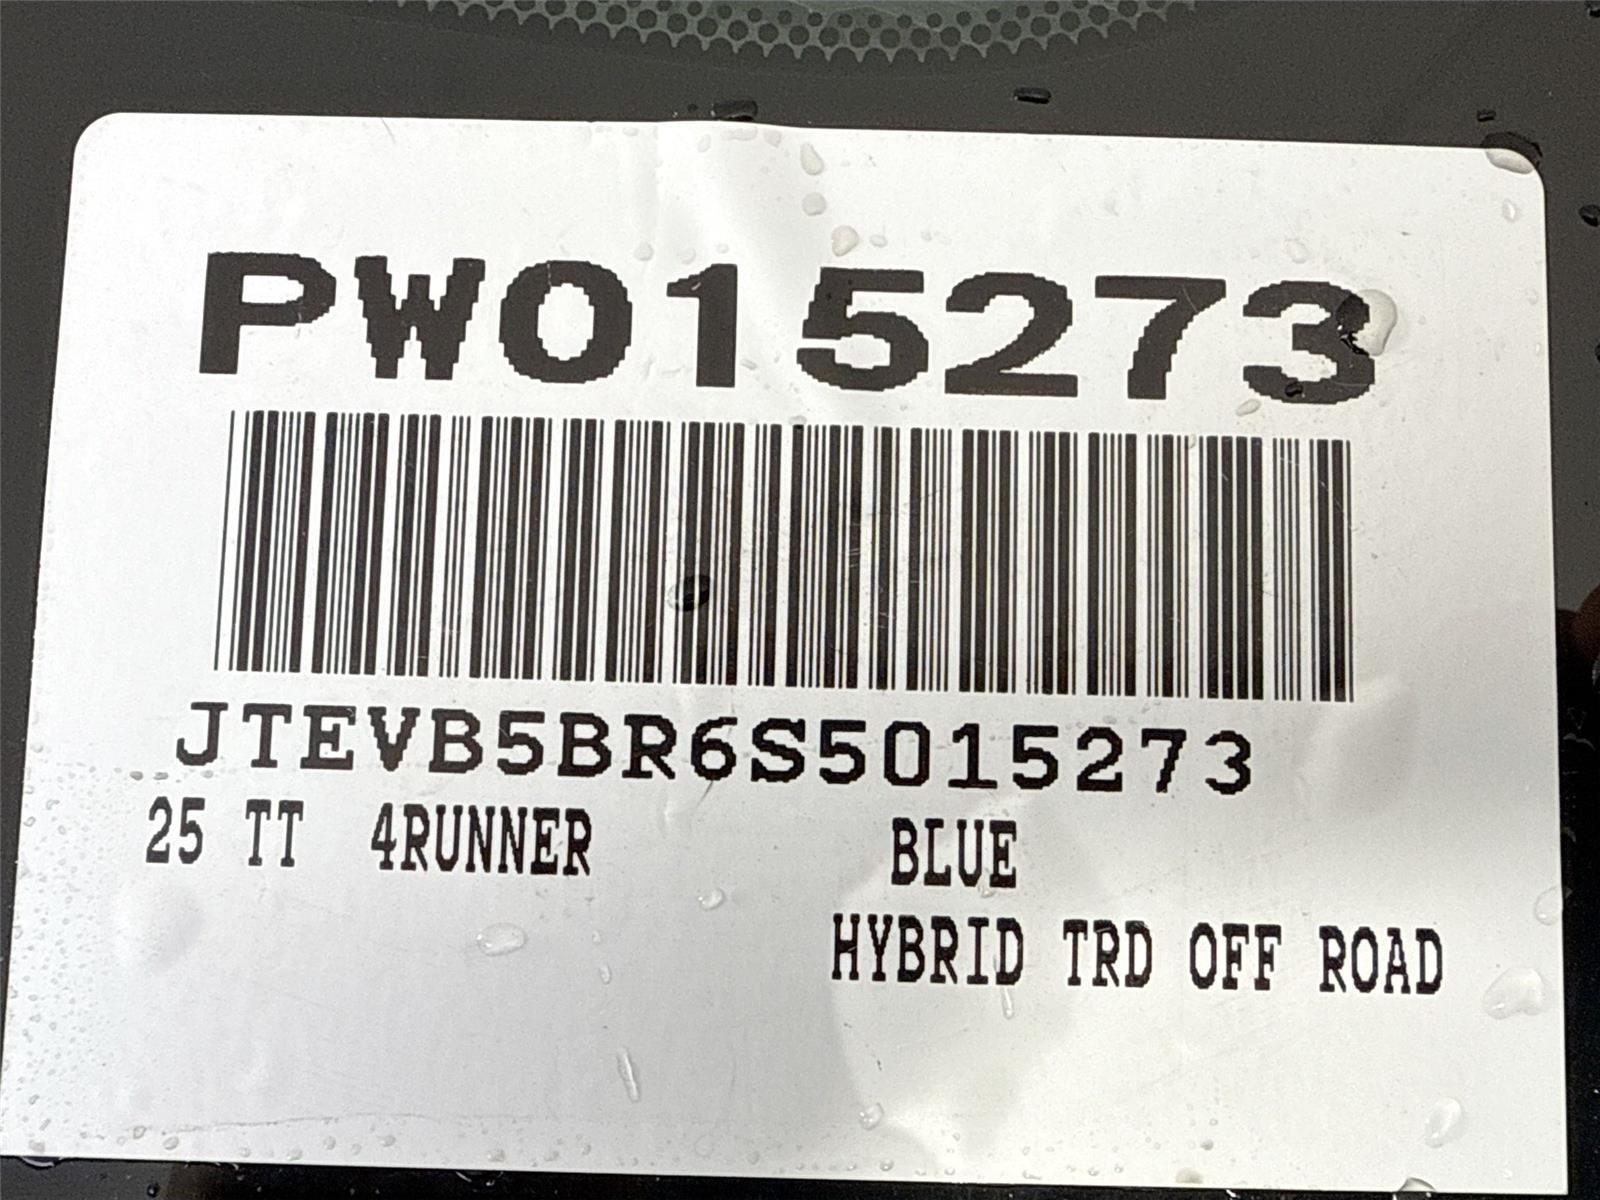 PW015273
JTEVB5BR6S5015273
25 TT 4RUNNER BLUE
HYBRID TRD OFF ROAD